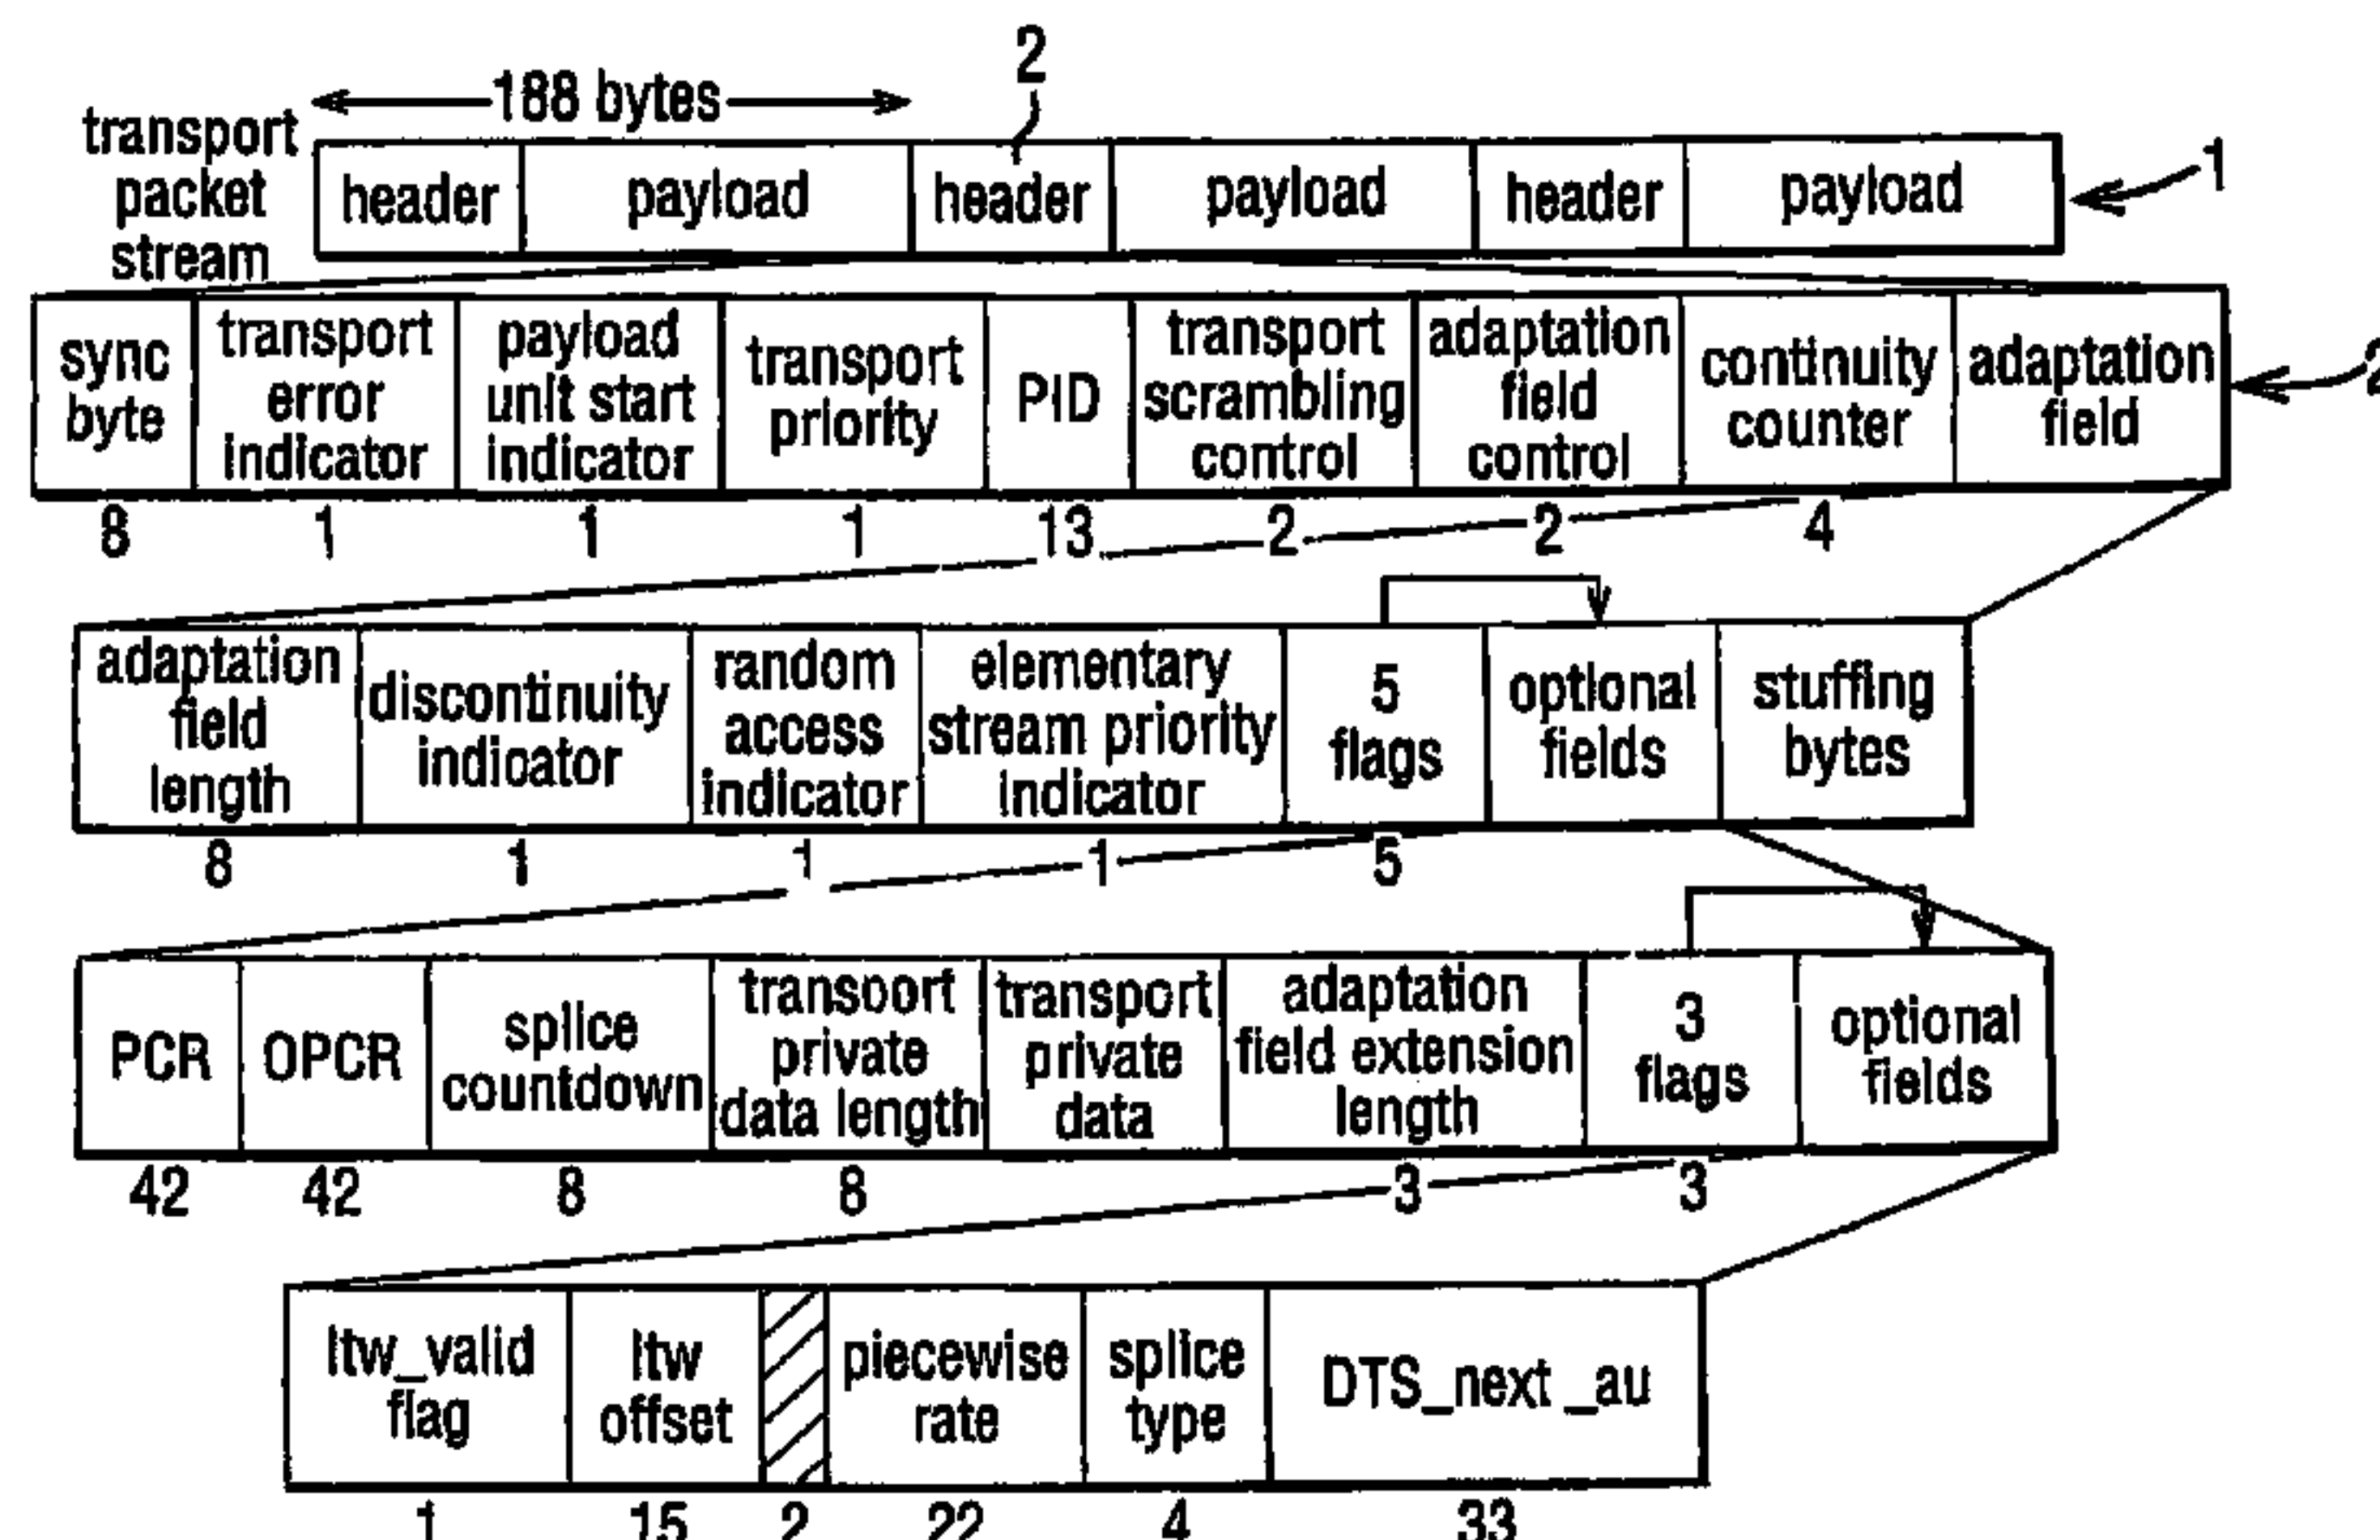 2
188 bytes
transport
packet
stream
header
payload
header
payload
header
payload
1
sync
byte
transport
error
indicator
payload
unit start
indicator
transport
priority
PID
transport
scrambling
control
adaptation
field
control
continuity
counter
adaptation
field
2
8
1
1
1
13
2
2
4
adaptation
field
length
discontinuity
indicator
random
access
indicator
elementary
stream priority
indicator
5
flags
optional
fields
stuffing
bytes
8
1
1
1
5
PCR
OPCR
splice
countdown
transoort
private
data length
transport
private
data
adaptation
field extension
length
3
flags
optional
fields
42
42
8
8
3
3
ltw_valid
flag
ltw
offset
piecewise
rate
splice
type
DTS_next _au
1
15
2
22
4
33